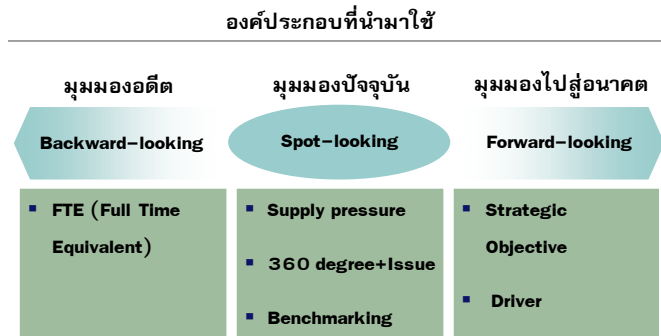 องค์ประกอบที่นำมาใช้
มุมมองอดีต
Backward-looking
FTE (Full Time
Equivalent)
มุมมองปัจจุบัน
Spot-looking
Supply pressure
360 degree+Issue
Benchmarking
มุมมองไปสู่อนาคต
Forward-looking
Strategic
Objective
Driver